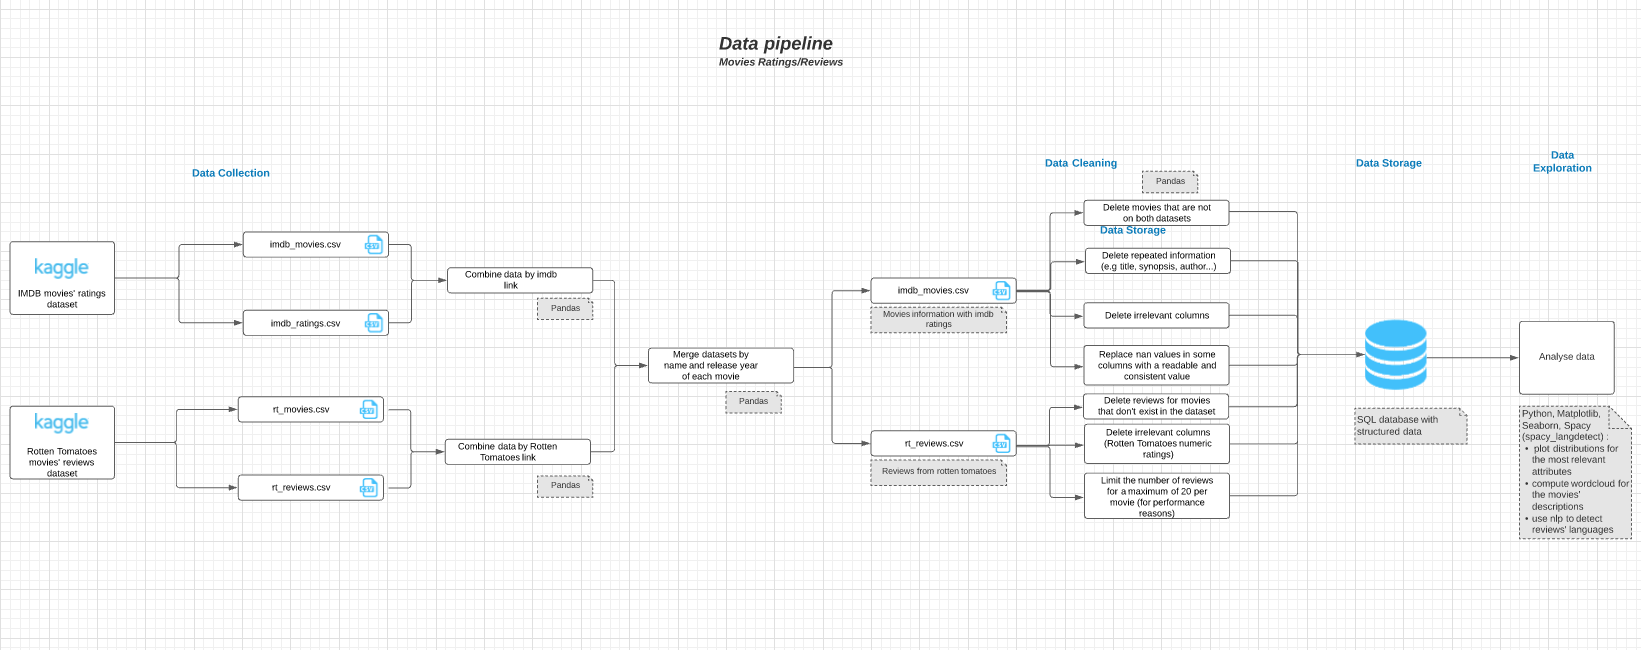 Data pipeline
Movies Ratings/Reviews
Data Collection
kaggle
IMDB movies' ratings
dataset
imdb_movies.csv
CSV
imdb_ratings.csv
CSV
Combine data by imdb
link
Pandas
kaggle
Rotten Tomatoes
movies' reviews
dataset
rt_movies.csv
CSV
rt_reviews.csv
CSV
Combine data by Rotten
Tomatoes link
Pandas
Merge datasets by
name and release year
of each movie
Pandas
imdb_movies.csv
CSV
Movies information with imdb
ratings
rt_reviews.csv
CSV
Reviews from rotten tomatoes
Data Cleaning
Pandas
Delete movies that are not
on both datasets
Data Storage
Delete repeated information
(e.g title, synopsis, author...)
Delete irrelevant columns
Replace nan values in some
columns with a readable and
consistent value
Delete reviews for movies
that don't exist in the dataset
Delete irrelevant columns
(Rotten Tomatoes numeric
ratings)
Limit the number of reviews
for a maximum of 20 per
movie (for performance
reasons)
Data Storage
SQL database with
structured data
Data
Exploration
Analyse data
Python, Matplotlib,
Seaborn, Spacy
(spacy_langdetect) :
• plot distributions for
the most relevant
attributes
• compute wordcloud for
the movies'
descriptions
• use nlp to detect
reviews' languages